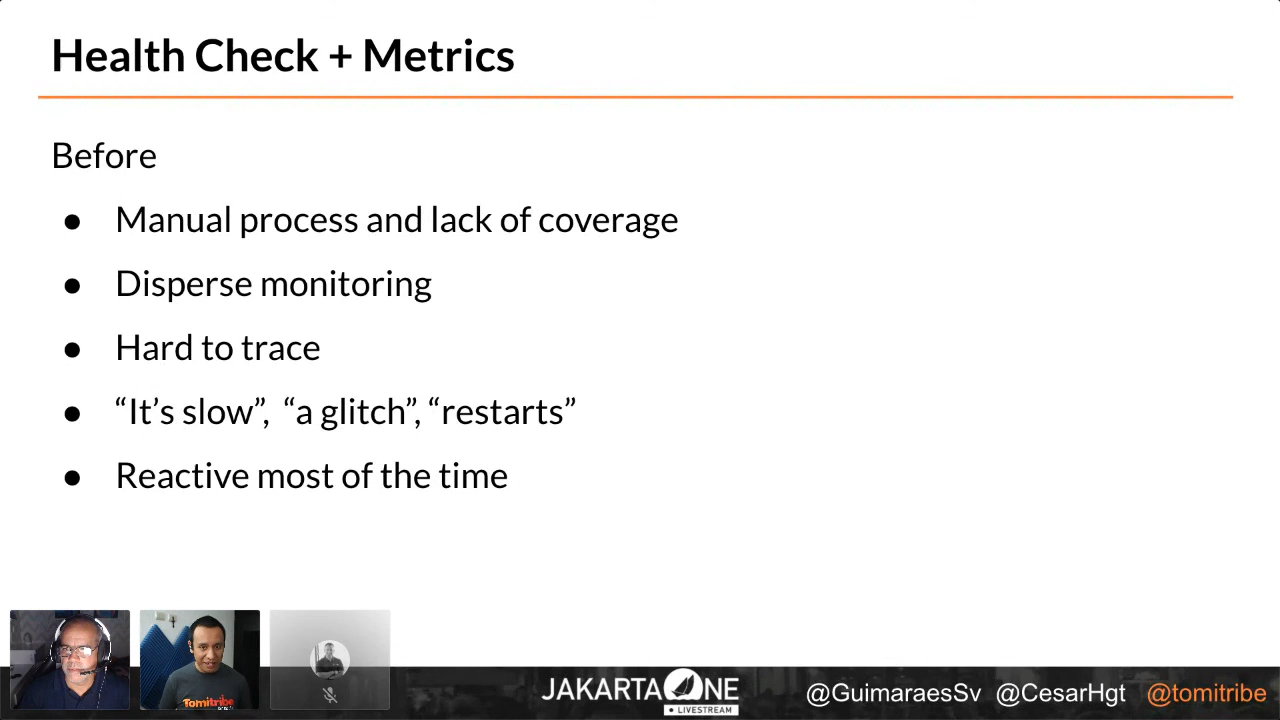 Health Check + Metrics
Before
● Manual process and lack of coverage
● Disperse monitoring
● Hard to trace
● “It’s slow”, “a glitch”, “restarts”
● Reactive most of the time
Tomitribe
JAKARTA ONE
• LIVESTREAM
@GuimaraesSv @CesarHgt @tomitribe